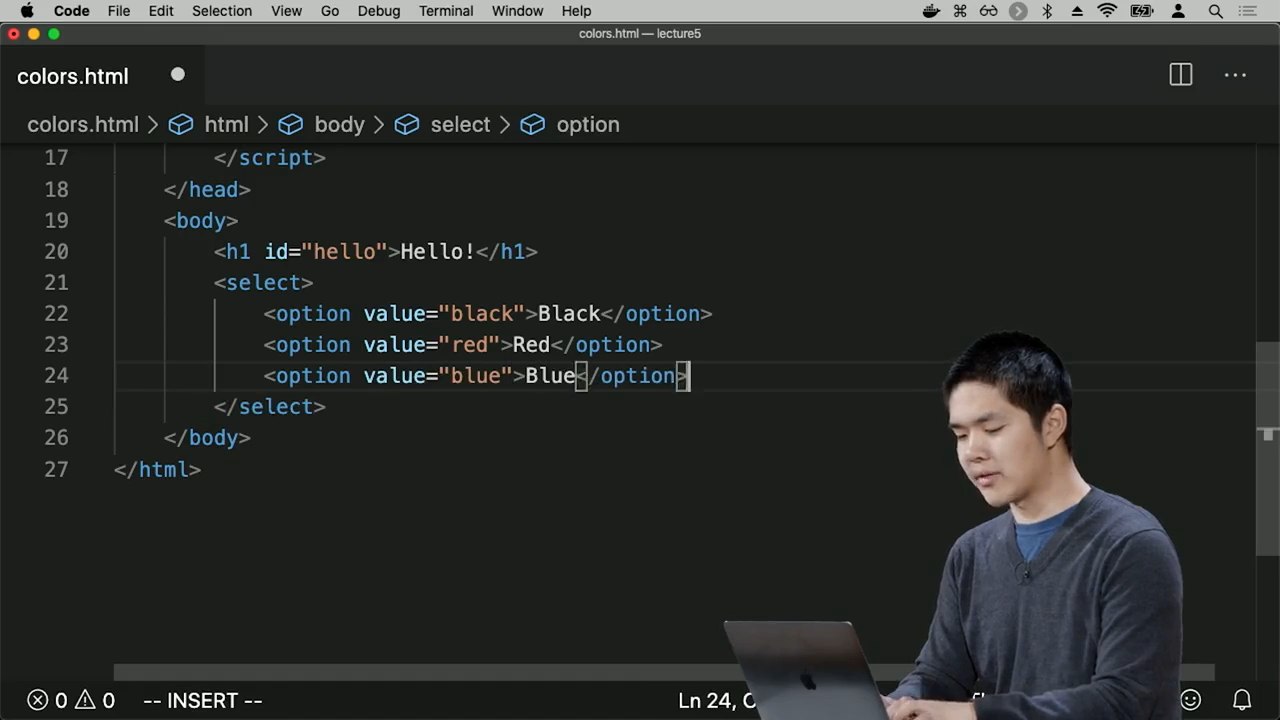 Code File Edit Selection View Go Debug Terminal Window Help
colors.html — lecture5
colors.html
colors.html > html > body > select > option
17 </script>
18 </head>
19 <body>
20 <h1 id="hello">Hello!</h1>
21 <select>
22 <option value="black">Black</option>
23 <option value="red">Red</option>
24 <option value="blue">Blue</option>
25 </select>
26 </body>
27 </html>
0 0 -- INSERT -- Ln 24,